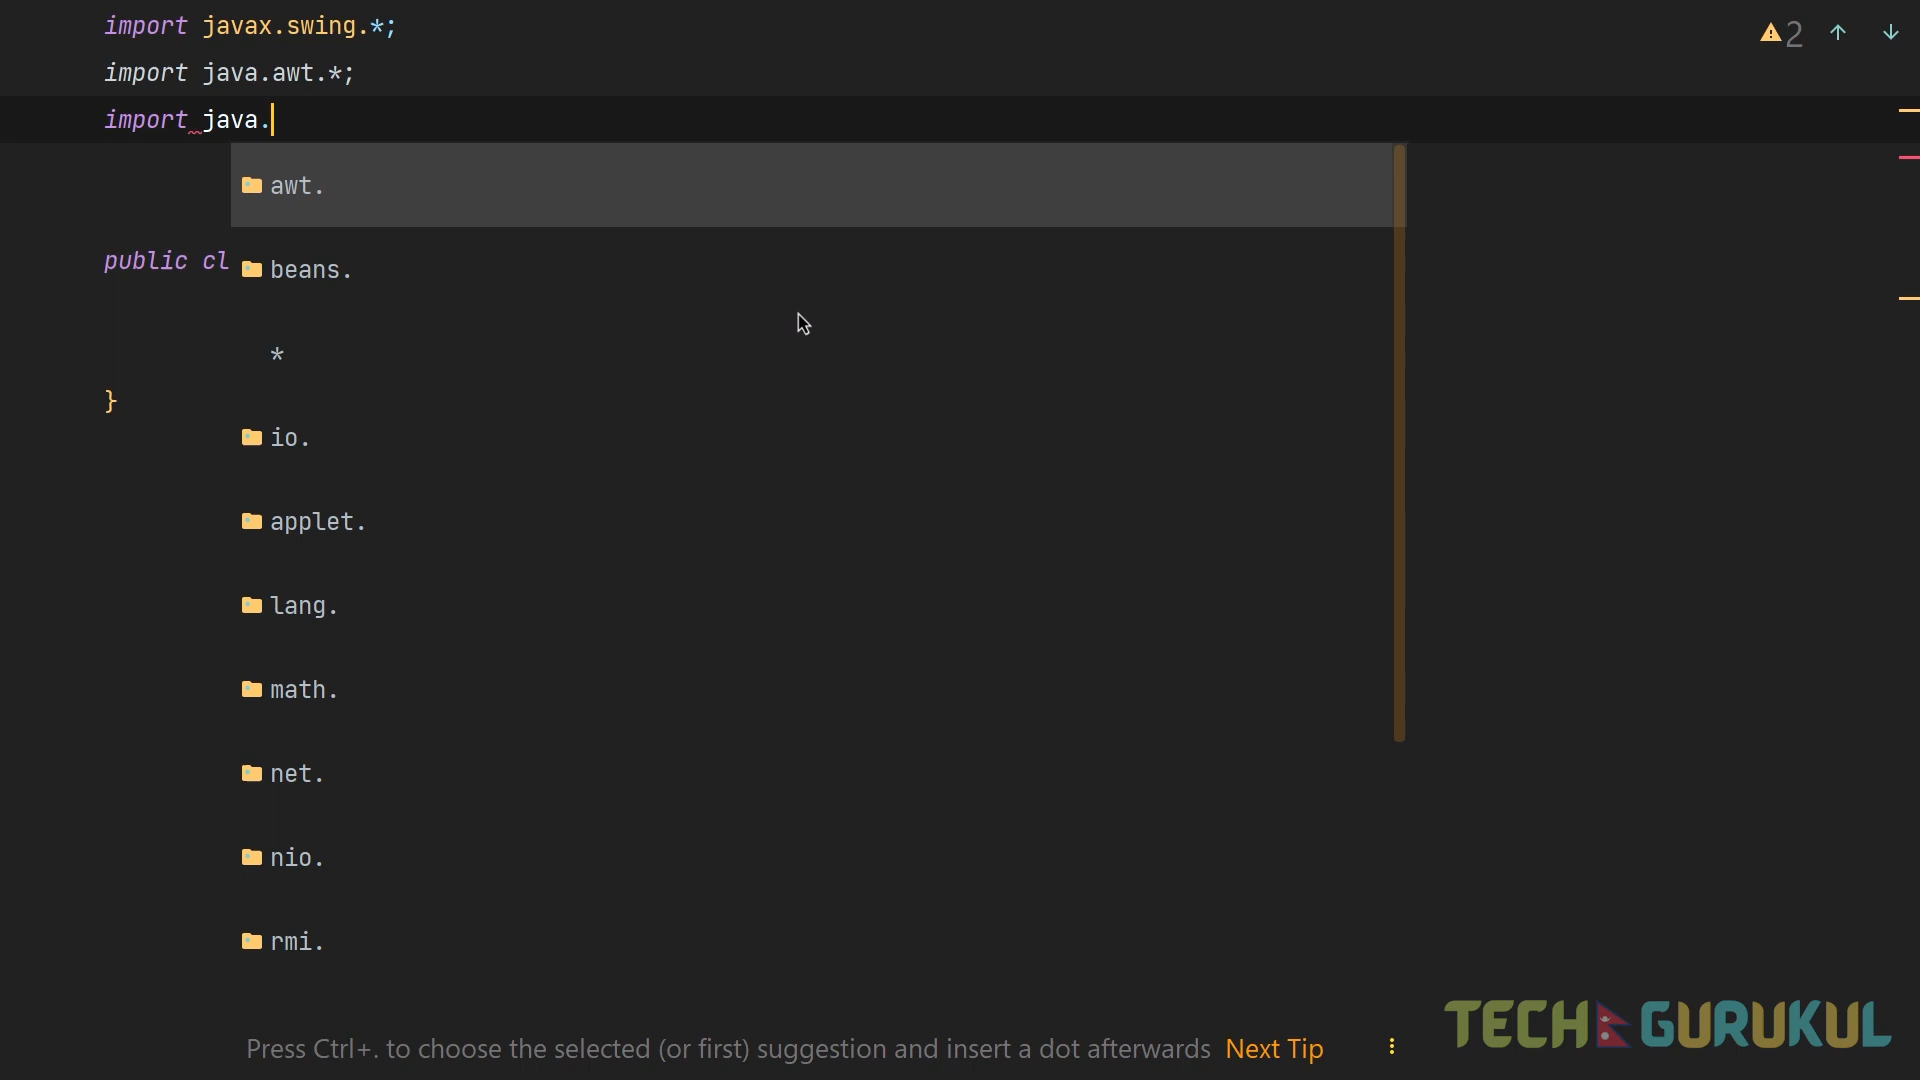 import javax.swing.*;
2
import java.awt.*;
import java.
awt.
public cl
beans.
*
}
io.
applet.
lang.
math.
net.
nio.
rmi.
Press Ctrl+. to choose the selected (or first) suggestion and insert a dot afterwards Next Tip
TECH GURUKUL